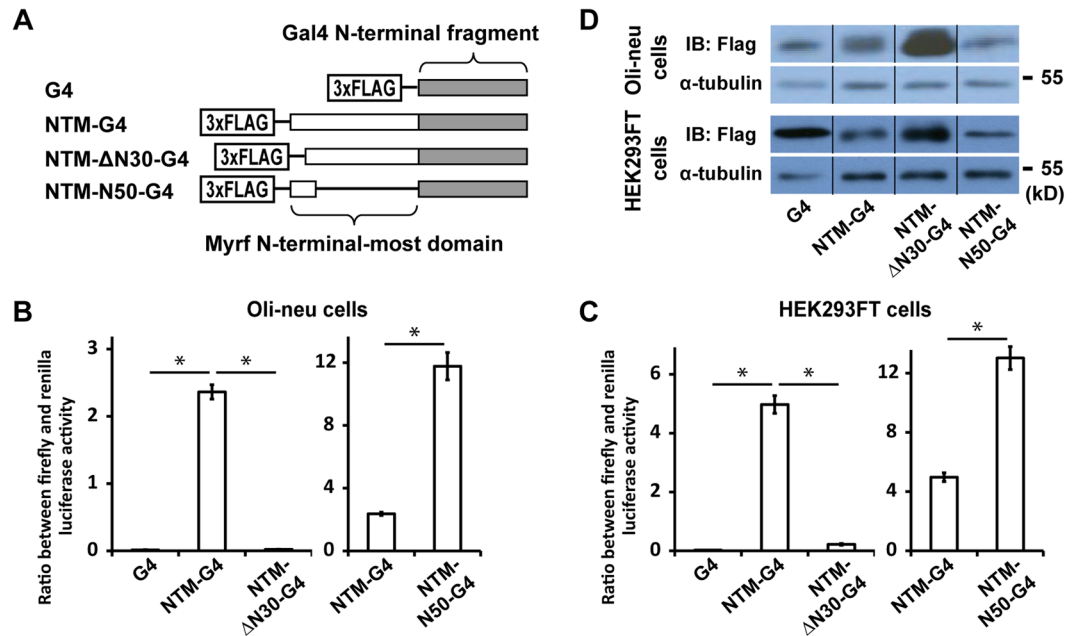 A
Gal4 N-terminal fragment
G4
3xFLAG
NTM-G4
3xFLAG
NTM-ΔN30-G4
3xFLAG
NTM-N50-G4
3xFLAG
Myrf N-terminal-most domain
D
Oli-neu cells
IB: Flag
α-tubulin
55
HEK293FT cells
IB: Flag
α-tubulin
55
(kD)
G4
NTM-G4
NTM-ΔN30-G4
NTM-N50-G4
B
Oli-neu cells
Ratio between firefly and renilla luciferase activity
3
2
1
0
*
*
G4
NTM-G4
NTM-ΔN30-G4
12
8
4
0
*
NTM-G4
NTM-N50-G4
C
HEK293FT cells
Ratio between firefly and renilla luciferase activity
6
4
2
0
*
*
G4
NTM-G4
NTM-ΔN30-G4
12
8
4
0
*
NTM-G4
NTM-N50-G4